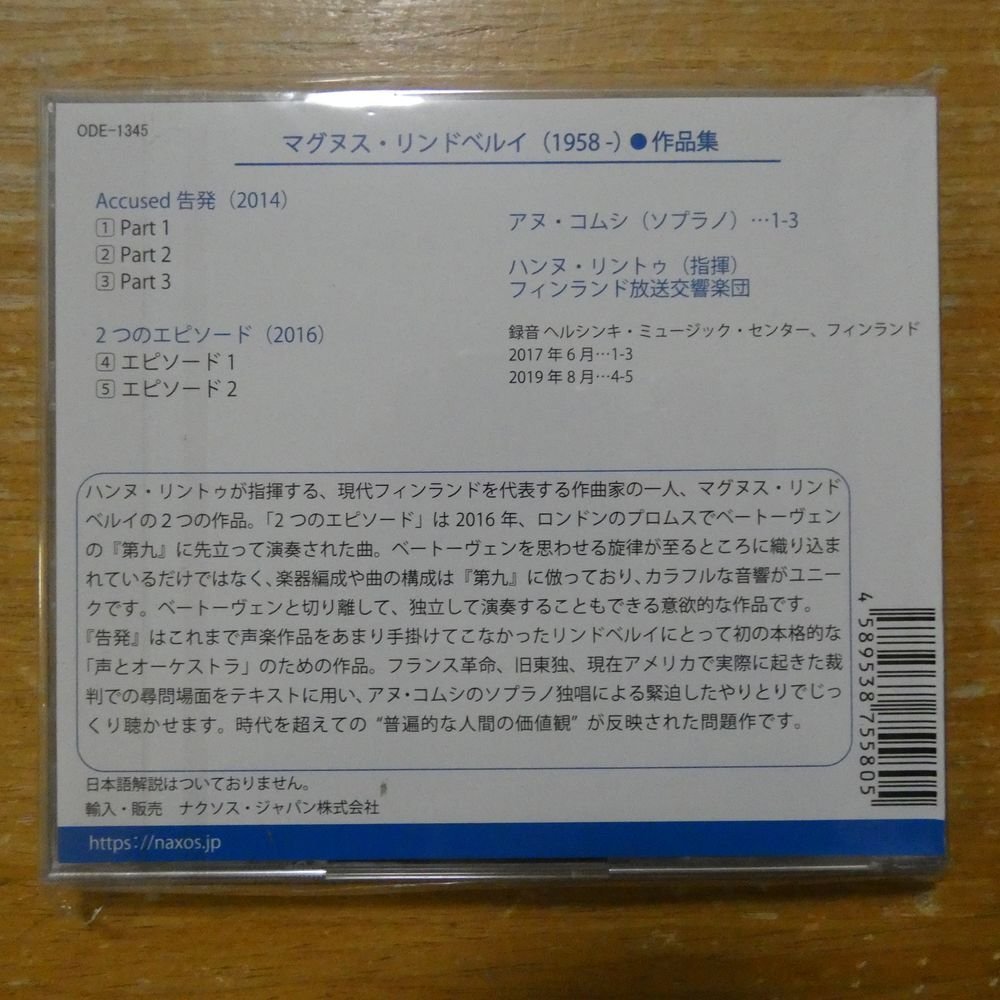 ODE-1345
マグヌス・リンドベルイ（1958 -）●作品集
Accused 告発（2014）
1 Part 1
2 Part 2
3 Part 3
2 つのエピソード（2016）
4 エピソード 1
5 エピソード 2
アヌ・コムシ（ソプラノ）…1-3
ハンヌ・リントゥ（指揮）
フィンランド放送交響楽団
録音 ヘルシンキ・ミュージック・センター、フィンランド
2017 年 6 月…1-3
2019 年 8 月…4-5
ハンヌ・リントゥが指揮する、現代フィンランドを代表する作曲家の一人、マグヌス・リンド
ベルイの 2 つの作品。「2 つのエピソード」は 2016 年、ロンドンのプロムスでベートーヴェン
の『第九』に先立って演奏された曲。ベートーヴェンを思わせる旋律が至るところに織り込ま
れているだけではなく、楽器編成や曲の構成は『第九』に倣っており、カラフルな音響がユニー
クです。ベートーヴェンと切り離して、独立して演奏することもできる意欲的な作品です。
『告発』はこれまで声楽作品をあまり手掛けてこなかったリンドベルイにとって初の本格的な
「声とオーケストラ」のための作品。フランス革命、旧東独、現在アメリカで実際に起きた裁
判での尋問場面をテキストに用い、アヌ・コムシのソプラノ独唱による緊迫したやりとりでじっ
くり聴かせます。時代を超えての “普遍的な人間の価値観” が反映された問題作です。
日本語解説はついておりません。
輸入・販売 ナクソス・ジャパン株式会社
https://naxos.jp
4 589538 755805